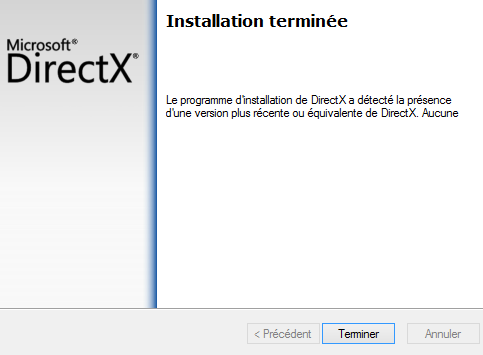 Installation terminée
Microsoft®
DirectX®
Le programme d'installation de DirectX a détecté la présence
d'une version plus récente ou équivalente de DirectX. Aucune
< Précédent
Terminer
Annuler